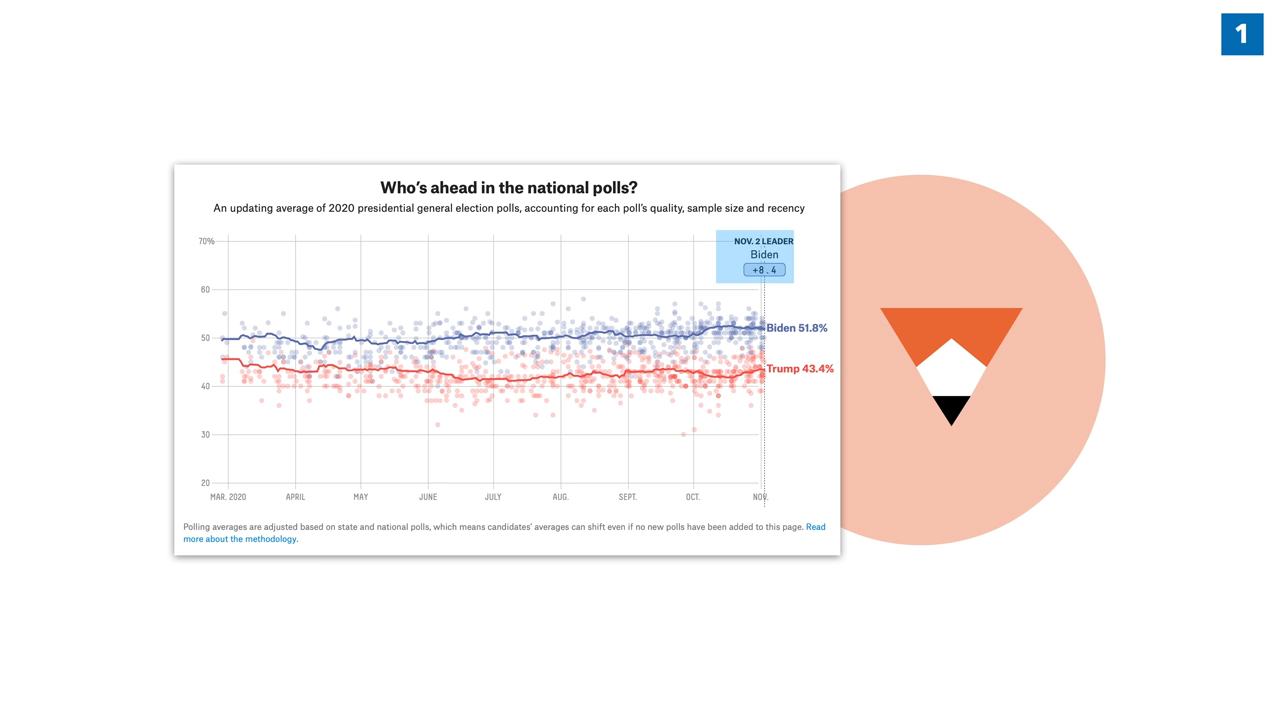 1
Who's ahead in the national polls?
An updating average of 2020 presidential general election polls, accounting for each poll's quality, sample size and recency
70%
NOV. 2 LEADER
Biden
+8.4
60
50
Biden 51.8%
Trump 43.4%
40
30
20
MAR. 2020 APRIL MAY JUNE JULY AUG. SEPT. OCT. NOV.
Polling averages are adjusted based on state and national polls, which means candidates' averages can shift even if no new polls have been added to this page. Read
more about the methodology.